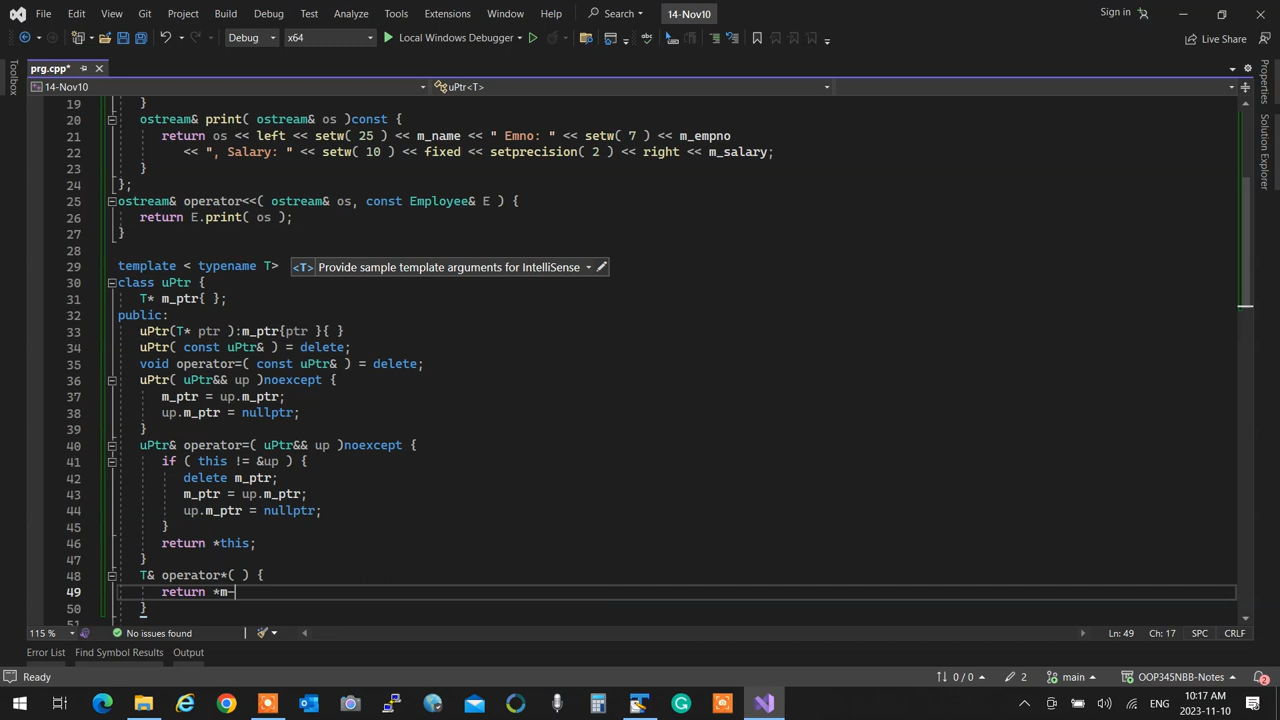 File Edit View Git Project Build Debug Test Analyze Tools Extensions Window Help Search 14-Nov10 Sign in
Debug x64 Local Windows Debugger Live Share
prg.cpp*
14-Nov10 uPtr<T>
Toolbox
Properties
Solution Explorer
19 }
20 ostream& print( ostream& os )const {
21 return os << left << setw( 25 ) << m_name << " Emno: " << setw( 7 ) << m_empno
22 << ", Salary: " << setw( 10 ) << fixed << setprecision( 2 ) << right << m_salary;
23 }
24 };
25 ostream& operator<<( ostream& os, const Employee& E ) {
26 return E.print( os );
27 }
28
29 template < typename T> <T> Provide sample template arguments for IntelliSense
30 class uPtr {
31 T* m_ptr{ };
32 public:
33 uPtr(T* ptr ):m_ptr{ptr }{ }
34 uPtr( const uPtr& ) = delete;
35 void operator=( const uPtr& ) = delete;
36 uPtr( uPtr&& up )noexcept {
37 m_ptr = up.m_ptr;
38 up.m_ptr = nullptr;
39 }
40 uPtr& operator=( uPtr&& up )noexcept {
41 if ( this != &up ) {
42 delete m_ptr;
43 m_ptr = up.m_ptr;
44 up.m_ptr = nullptr;
45 }
46 return *this;
47 }
48 T& operator*( ) {
49 return *m-
50 }
51
115 % No issues found Ln: 49 Ch: 17 SPC CRLF
Error List Find Symbol Results Output
Ready 0 / 0 2 main OOP345NBB-Notes 2
ENG 10:17 AM
2023-11-10